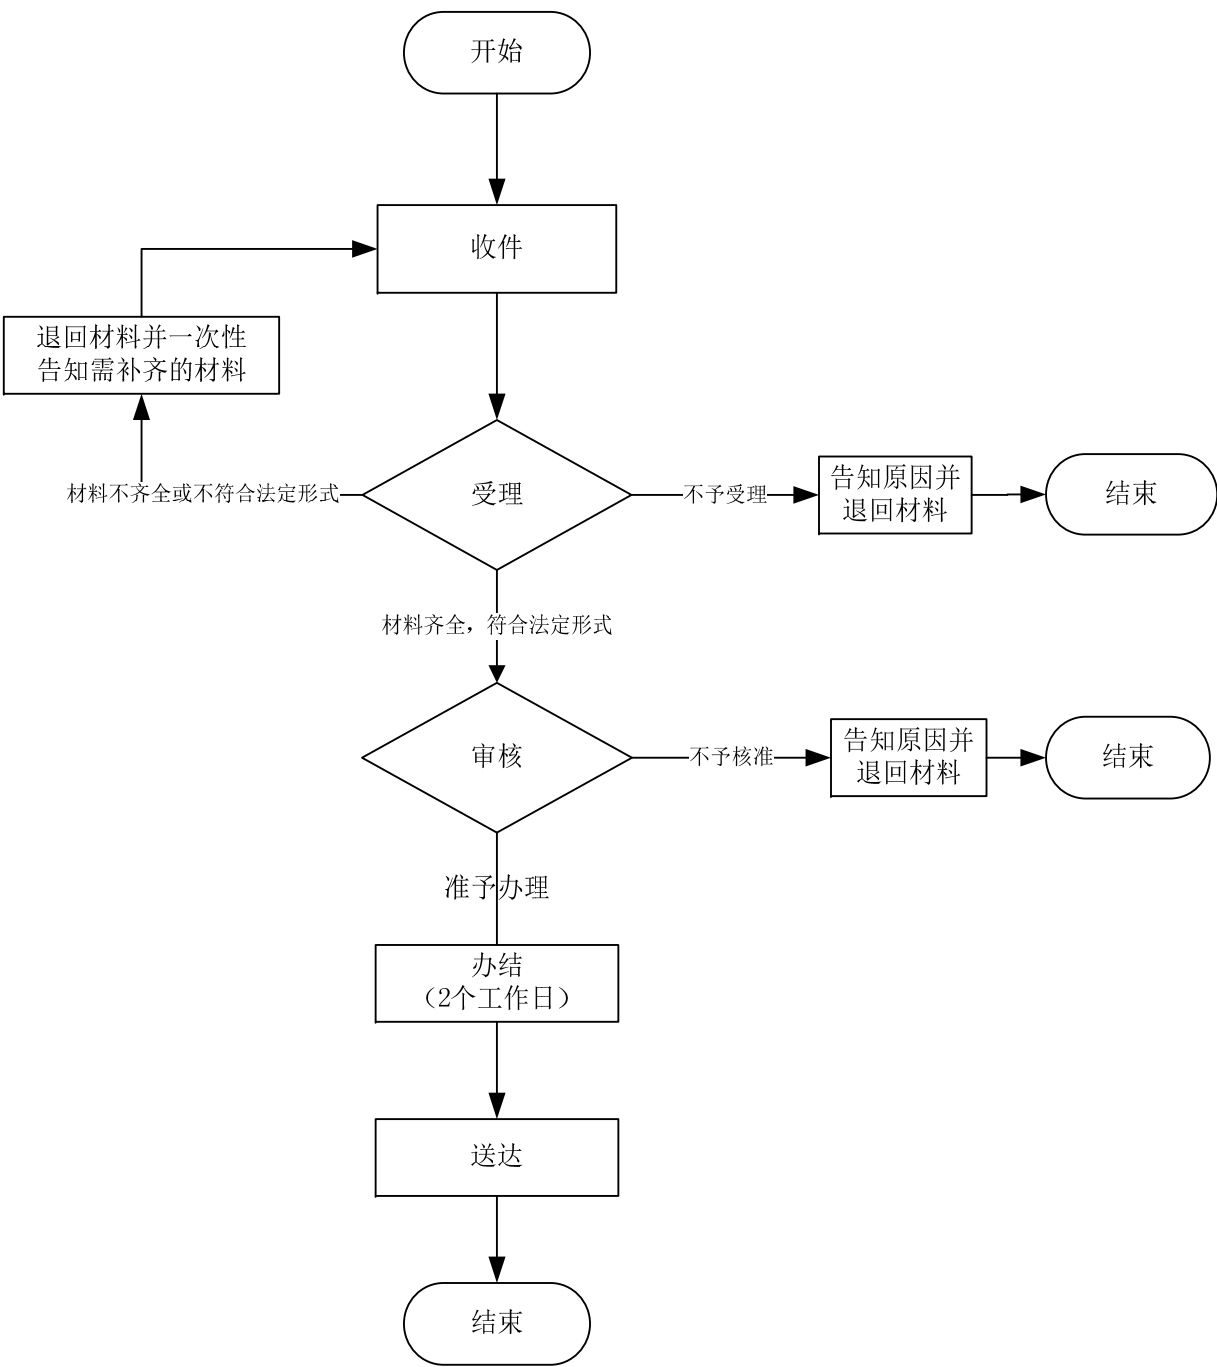 开始
收件
退回材料并一次性
告知需补齐的材料
材料不齐全或不符合法定形式
受理
不予受理
告知原因并
退回材料
结束
材料齐全，符合法定形式
审核
不予核准
告知原因并
退回材料
结束
准予办理
办结
（2个工作日）
送达
结束